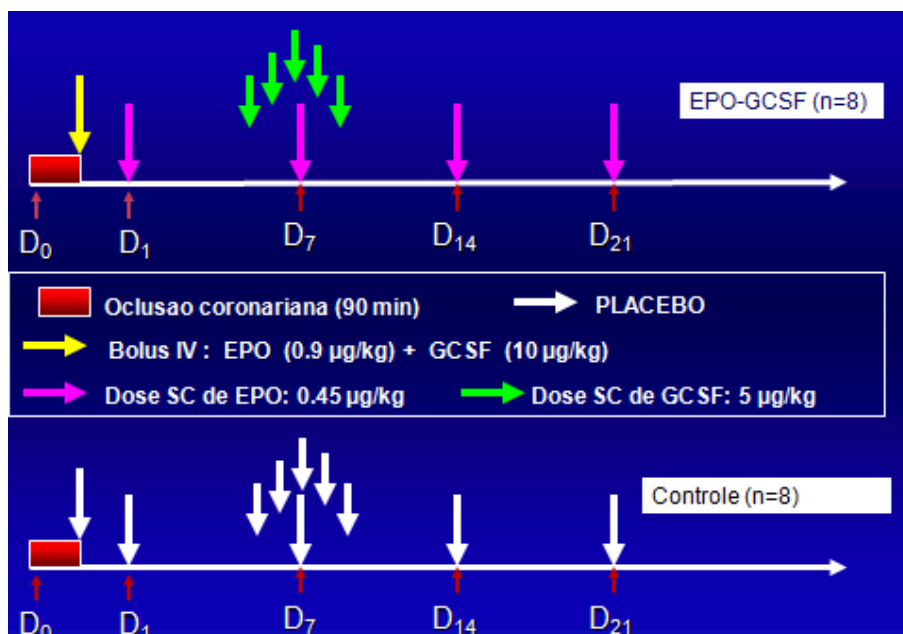 EPO-GCSF (n=8)
D₀ D₁ D₇ D₁₄ D₂₁
Oclusao coronariana (90 min) PLACEBO
Bolus IV : EPO (0.9 µg/kg) + GCSF (10 µg/kg)
Dose SC de EPO: 0.45 µg/kg Dose SC de GCSF: 5 µg/kg
Controle (n=8)
D₀ D₁ D₇ D₁₄ D₂₁